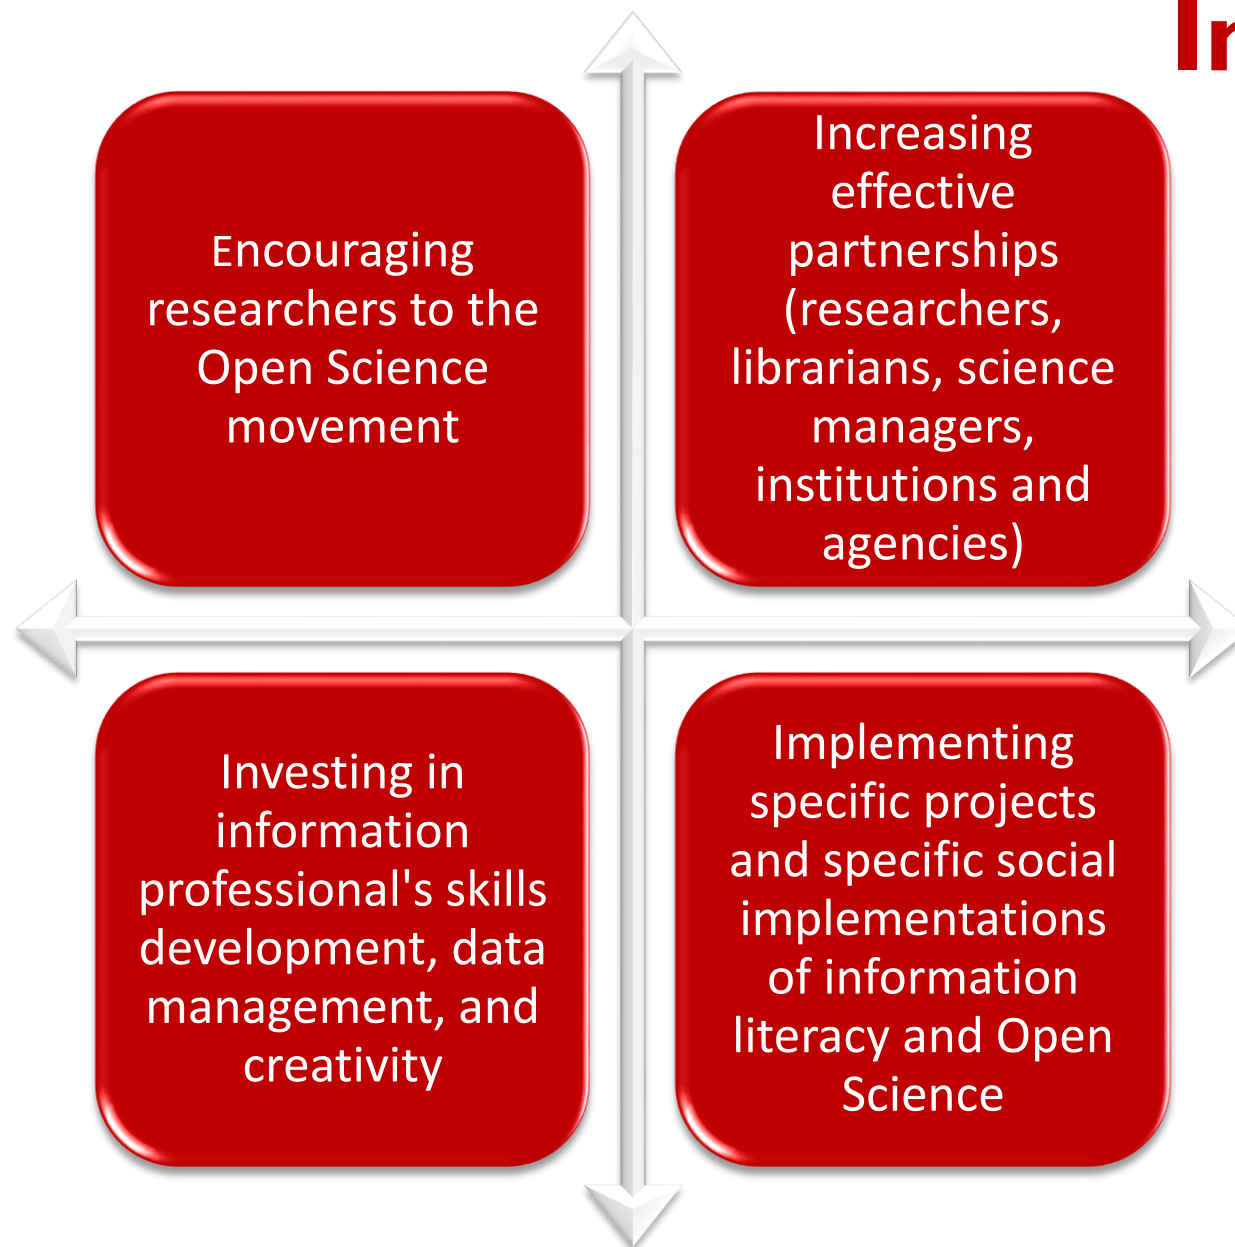 Encouraging
researchers to the
Open Science
movement
Increasing
effective
partnerships
(researchers,
librarians, science
managers,
institutions and
agencies)
Investing in
information
professional's skills
development, data
management, and
creativity
Implementing
specific projects
and specific social
implementations
of information
literacy and Open
Science